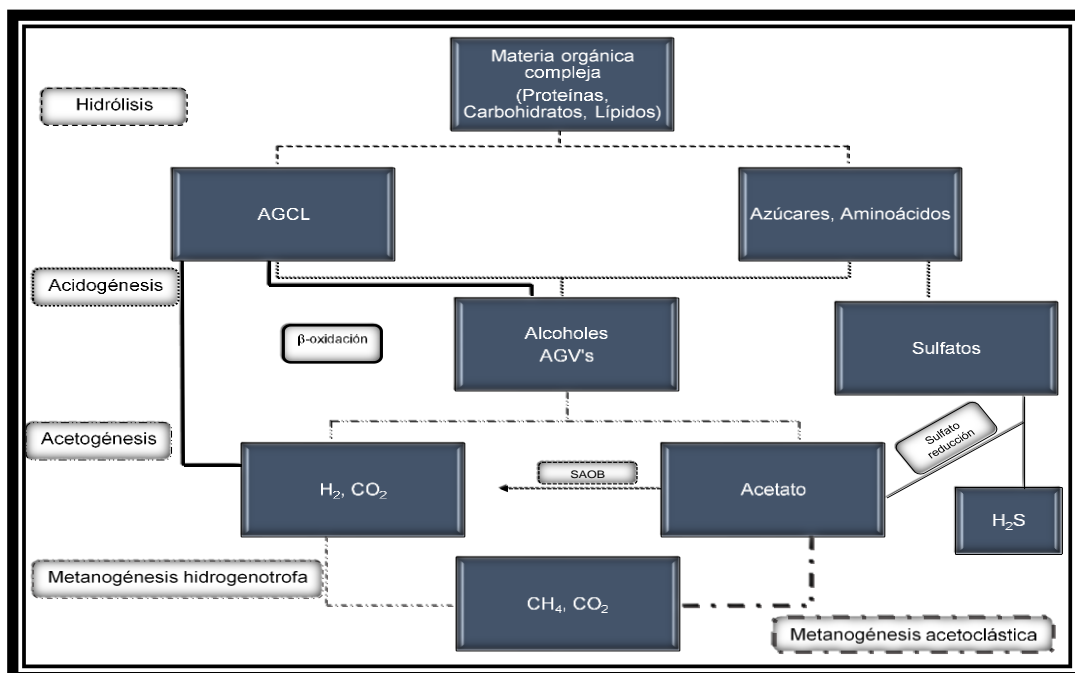 Materia orgánica
compleja
(Proteínas,
Carbohidratos, Lípidos)
Hidrólisis
AGCL
Azúcares, Aminoácidos
Acidogénesis
β-oxidación
Alcoholes
AGV's
Sulfatos
Acetogénesis
Sulfato
reducción
H₂, CO₂
SAOB
Acetato
H₂S
Metanogénesis hidrogenotrofa
CH₄, CO₂
Metanogénesis acetoclástica